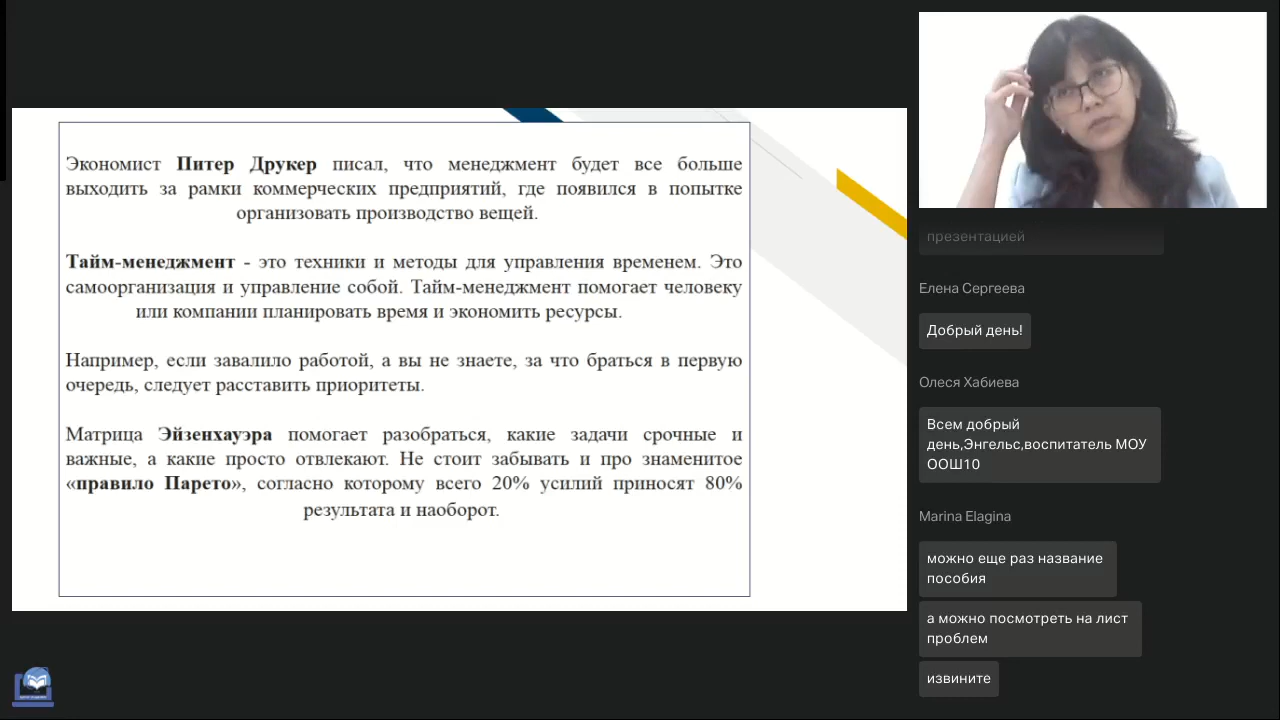 Экономист Питер Друкер писал, что менеджмент будет все больше
выходить за рамки коммерческих предприятий, где появился в попытке
организовать производство вещей.
Тайм-менеджмент - это техники и методы для управления временем. Это
самоорганизация и управление собой. Тайм-менеджмент помогает человеку
или компании планировать время и экономить ресурсы.
Например, если завалило работой, а вы не знаете, за что браться в первую
очередь, следует расставить приоритеты.
Матрица Эйзенхауэра помогает разобраться, какие задачи срочные и
важные, а какие просто отвлекают. Не стоит забывать и про знаменитое
«правило Парето», согласно которому всего 20% усилий приносят 80%
результата и наоборот.
презентацией
Елена Сергеева
Добрый день!
Олеся Хабиева
Всем добрый
день,Энгельс,воспитатель МОУ
ООШ10
Marina Elagina
можно еще раз название
пособия
а можно посмотреть на лист
проблем
извините